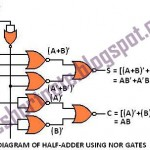 (A+B)'
S = [(A+B)'+
= AB'+A'B
(A)'
C = [(A)'+
= AB
(B)'
DIAGRAM OF HALF-ADDER USING NOR GATES